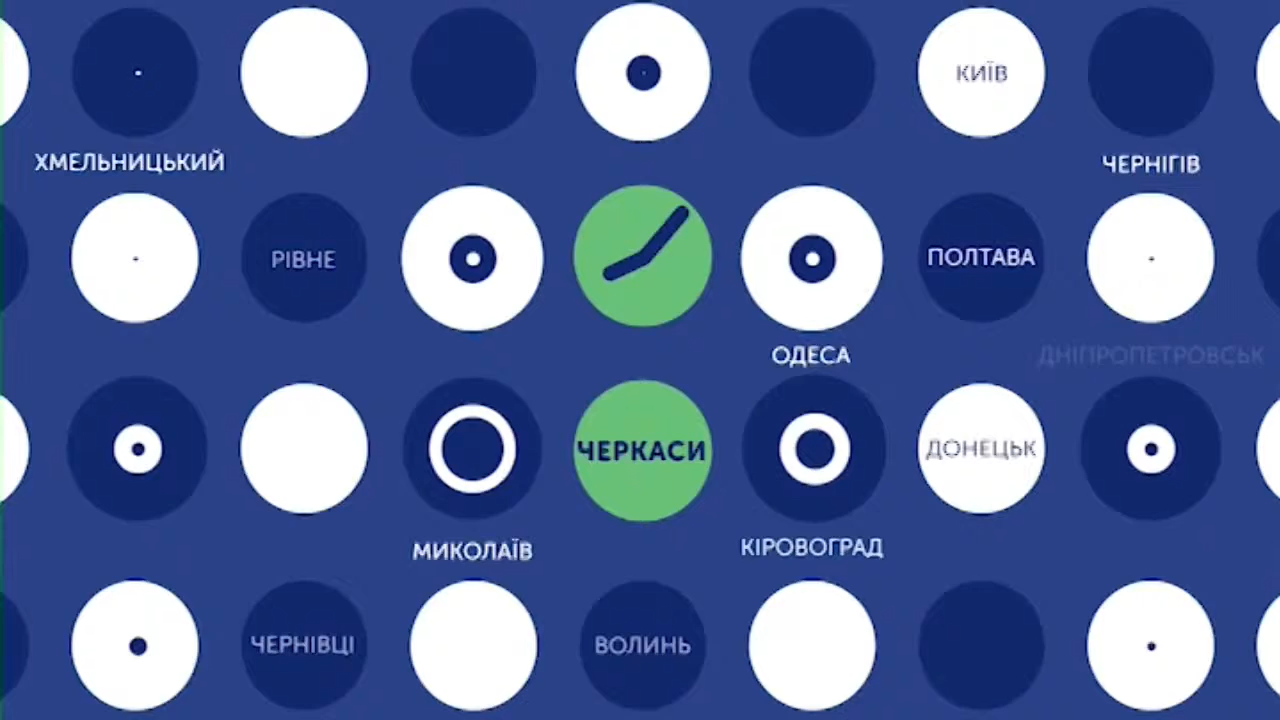 КИЇВ
ХМЕЛЬНИЦЬКИЙ
ЧЕРНІГІВ
РІВНЕ
ПОЛТАВА
ОДЕСА
ДНІПРОПЕТРОВСЬК
ЧЕРКАСИ
ДОНЕЦЬК
МИКОЛАЇВ
КІРОВОГРАД
ЧЕРНІВЦІ
ВОЛИНЬ